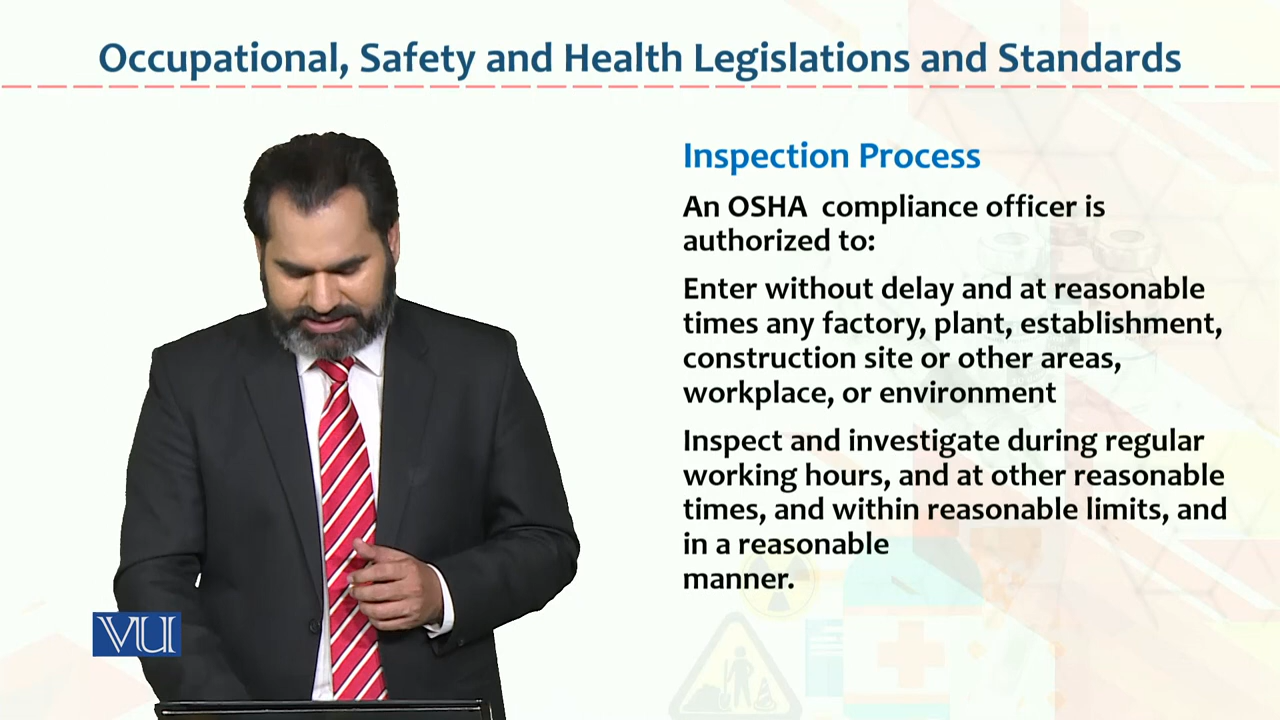 Occupational, Safety and Health Legislations and Standards
Inspection Process
An OSHA compliance officer is
authorized to:
Enter without delay and at reasonable
times any factory, plant, establishment,
construction site or other areas,
workplace, or environment
Inspect and investigate during regular
working hours, and at other reasonable
times, and within reasonable limits, and
in a reasonable
manner.
VU